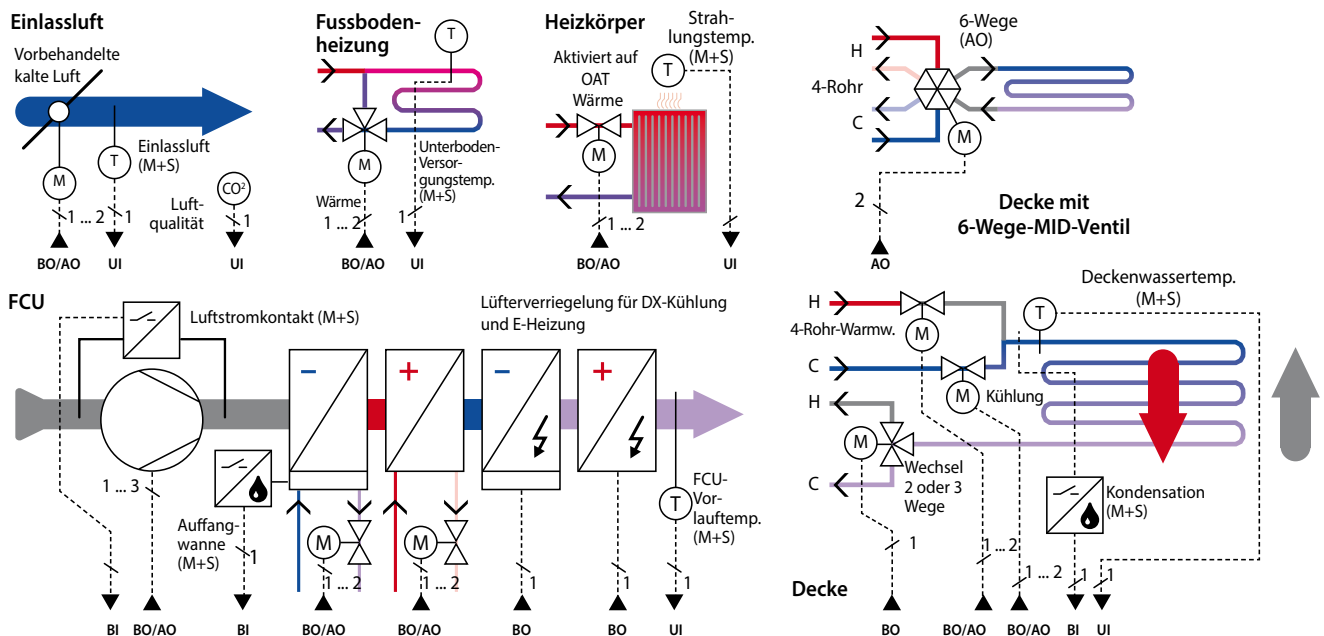 Einlassluft
Vorbehandelte
kalte Luft
M
T
Einlassluft
(M+S)
CO²
Luft-
qualität
1 ... 2
1
1
BO/AO
UI
UI
Fussboden-
heizung
T
M
Unterboden-
Versor-
gungstemp.
(M+S)
Wärme
1 ... 2
1
BO/AO
UI
Heizkörper
Strah-
lungstemp.
(M+S)
Aktiviert auf
OAT
Wärme
T
M
1 ... 2
BO/AO
UI
6-Wege
(AO)
H
4-Rohr
C
M
2
Decke mit
6-Wege-MID-Ventil
AO
FCU
Luftstromkontakt (M+S)
Lüfterverriegelung für DX-Kühlung
und E-Heizung
–
+
–
+
1 ... 3
Auffang-
wanne
(M+S)
1
M
1 ... 2
M
1 ... 2
1
1
T
FCU-
Vor-
lauftemp.
(M+S)
1
BI
BO/AO
BI
BO/AO
BO/AO
BO
BO
UI
Deckenwassertemp.
(M+S)
H
4-Rohr-Warmw.
M
T
C
M
Kühlung
H
M
C
Wechsel
2 oder 3
Wege
Kondensation
(M+S)
1
1 ... 2
1 ... 2
1
1
Decke
BO
BO/AO
BO/AO
BI
UI